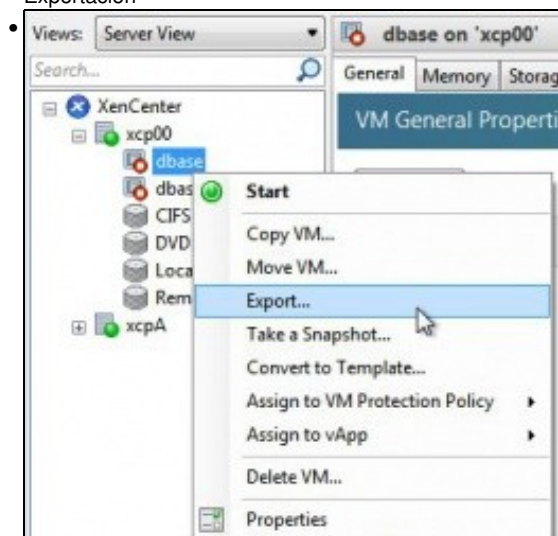 Exportación
Views: Server View
Search...
XenCenter
xcp00
dbase
dbas
CIFS
DVD
Loca
Rem
xcpA
dbase on 'xcp00'
General Memory Storag
VM General Properti
Start
Copy VM...
Move VM...
Export...
Take a Snapshot...
Convert to Template...
Assign to VM Protection Policy
Assign to vApp
Delete VM...
Properties